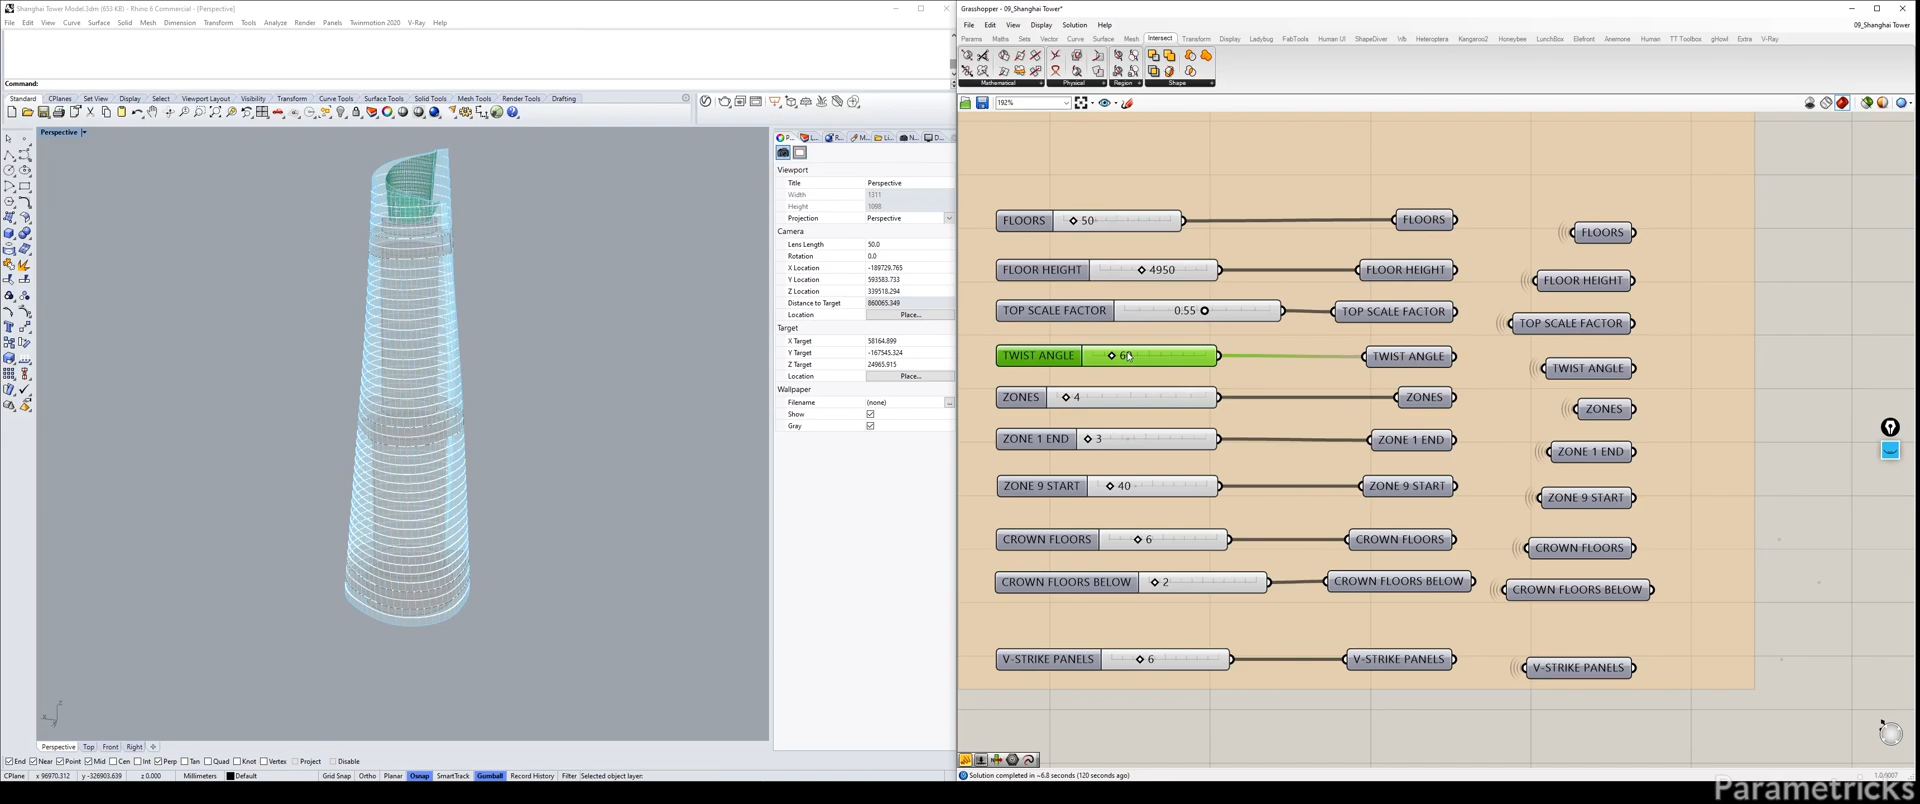 Shanghai Tower Model.3dm (653 KB) - Rhino 6 Commercial - [Perspective]
File Edit View Curve Surface Solid Mesh Dimension Transform Tools Analyze Render Panels Twinmotion 2020 V-Ray Help
Command:
Standard CPlanes Set View Display Select Viewport Layout Visibility Transform Curve Tools Surface Tools Solid Tools Mesh Tools Render Tools Drafting
Perspective
P... L... R... M... Li... N... D...
Viewport
Title Perspective
Width 1311
Height 1098
Projection Perspective
Camera
Lens Length 50.0
Rotation 0.0
X Location -189729.765
Y Location 593583.733
Z Location 339518.294
Distance to Target 860065.349
Location Place...
Target
X Target 58164.899
Y Target -167545.324
Z Target 24965.915
Location Place...
Wallpaper
Filename (none) ...
Show
Gray
z
x y
Perspective Top Front Right
End Near Point Mid Cen Int Perp Tan Quad Knot Vertex Project Disable
CPlane x 96970.312 y -326903.639 z 0.000 Millimeters Default Grid Snap Ortho Planar Osnap SmartTrack Gumball Record History Filter Selected object layer:
Grasshopper - 09_Shanghai Tower*
File Edit View Display Solution Help
09_Shanghai Tower
Params Maths Sets Vector Curve Surface Mesh Intersect Transform Display Ladybug FabTools Human UI ShapeDiver Wb Heteroptera Kangaroo2 Honeybee LunchBox Elefront Anemone Human TT Toolbox gHowl Extra V-Ray
Mathematical Physical Region Shape
192%
FLOORS 50 FLOORS FLOORS
FLOOR HEIGHT 4950 FLOOR HEIGHT FLOOR HEIGHT
TOP SCALE FACTOR 0.55 TOP SCALE FACTOR TOP SCALE FACTOR
TWIST ANGLE TWIST ANGLE TWIST ANGLE
ZONES 4 ZONES ZONES
ZONE 1 END 3 ZONE 1 END ZONE 1 END
ZONE 9 START 40 ZONE 9 START ZONE 9 START
CROWN FLOORS 6 CROWN FLOORS CROWN FLOORS
CROWN FLOORS BELOW 2 CROWN FLOORS BELOW CROWN FLOORS BELOW
V-STRIKE PANELS 6 V-STRIKE PANELS V-STRIKE PANELS
Solution completed in ~6.8 seconds (120 seconds ago)
1.0.0007
Parametricks